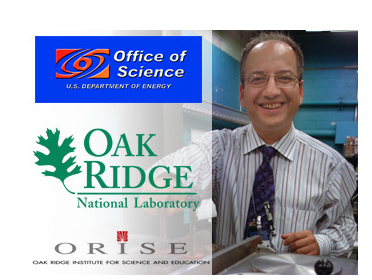 Office of
Science
U.S. DEPARTMENT OF ENERGY
OAK
RIDGE
National Laboratory
ORISE
OAK RIDGE INSTITUTE FOR SCIENCE AND EDUCATION